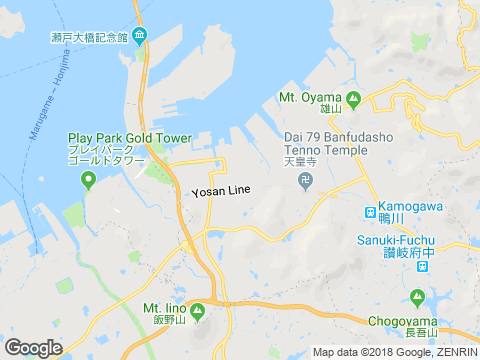 瀬戸大橋記念館
Marugame – Honjima
Mt. Oyama
雄山
Play Park Gold Tower
プレイパーク
ゴールドタワー
Dai 79 Banfudasho
Tenno Temple
天皇寺
Yosan Line
Kamogawa
鴨川
Sanuki-Fuchu
讃岐府中
Mt. Iino
飯野山
Chogoyama
長吾山
Google
Map data ©2018 Google, ZENRIN